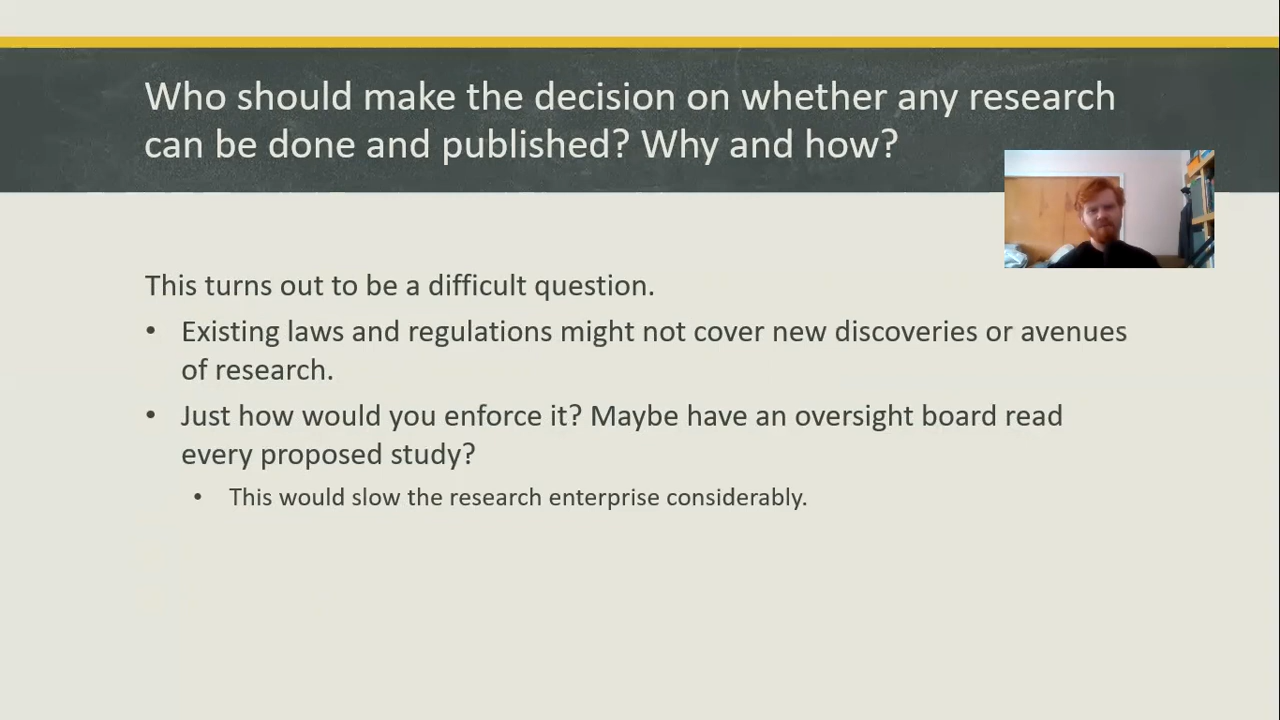 Who should make the decision on whether any research
can be done and published? Why and how?
This turns out to be a difficult question.
• Existing laws and regulations might not cover new discoveries or avenues
of research.
• Just how would you enforce it? Maybe have an oversight board read
every proposed study?
• This would slow the research enterprise considerably.